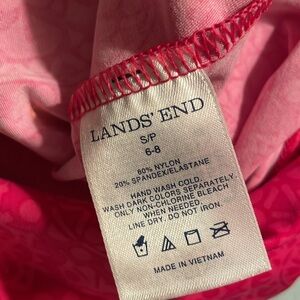 LANDS' END
S/P
6-8
80% NYLON
20% SPANDEX/ELASTANE
HAND WASH COLD.
WASH DARK COLORS SEPARATELY.
ONLY NON-CHLORINE BLEACH
WHEN NEEDED.
LINE DRY. DO NOT IRON.
MADE IN VIETNAM